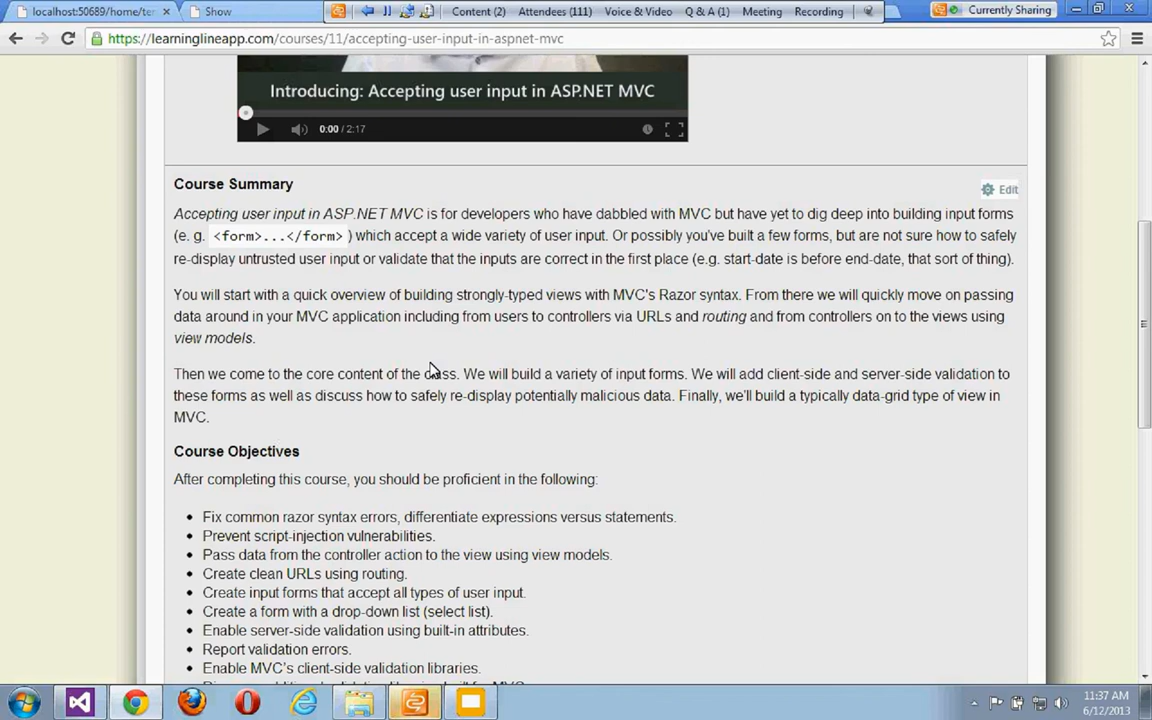 localhost:50689/home/ter
Show
Content (2) Attendees (111) Voice & Video Q & A (1) Meeting Recording
Currently Sharing
https://learninglineapp.com/courses/11/accepting-user-input-in-aspnet-mvc
Introducing: Accepting user input in ASP.NET MVC
0:00 / 2:17
Course Summary
Edit
Accepting user input in ASP.NET MVC is for developers who have dabbled with MVC but have yet to dig deep into building input forms
(e. g. <form>...</form> ) which accept a wide variety of user input. Or possibly you've built a few forms, but are not sure how to safely
re-display untrusted user input or validate that the inputs are correct in the first place (e.g. start-date is before end-date, that sort of thing).
You will start with a quick overview of building strongly-typed views with MVC's Razor syntax. From there we will quickly move on passing
data around in your MVC application including from users to controllers via URLs and routing and from controllers on to the views using
view models.
Then we come to the core content of the class. We will build a variety of input forms. We will add client-side and server-side validation to
these forms as well as discuss how to safely re-display potentially malicious data. Finally, we'll build a typically data-grid type of view in
MVC.
Course Objectives
After completing this course, you should be proficient in the following:
Fix common razor syntax errors, differentiate expressions versus statements.
Prevent script-injection vulnerabilities.
Pass data from the controller action to the view using view models.
Create clean URLs using routing.
Create input forms that accept all types of user input.
Create a form with a drop-down list (select list).
Enable server-side validation using built-in attributes.
Report validation errors.
Enable MVC's client-side validation libraries.
11:37 AM
6/12/2013